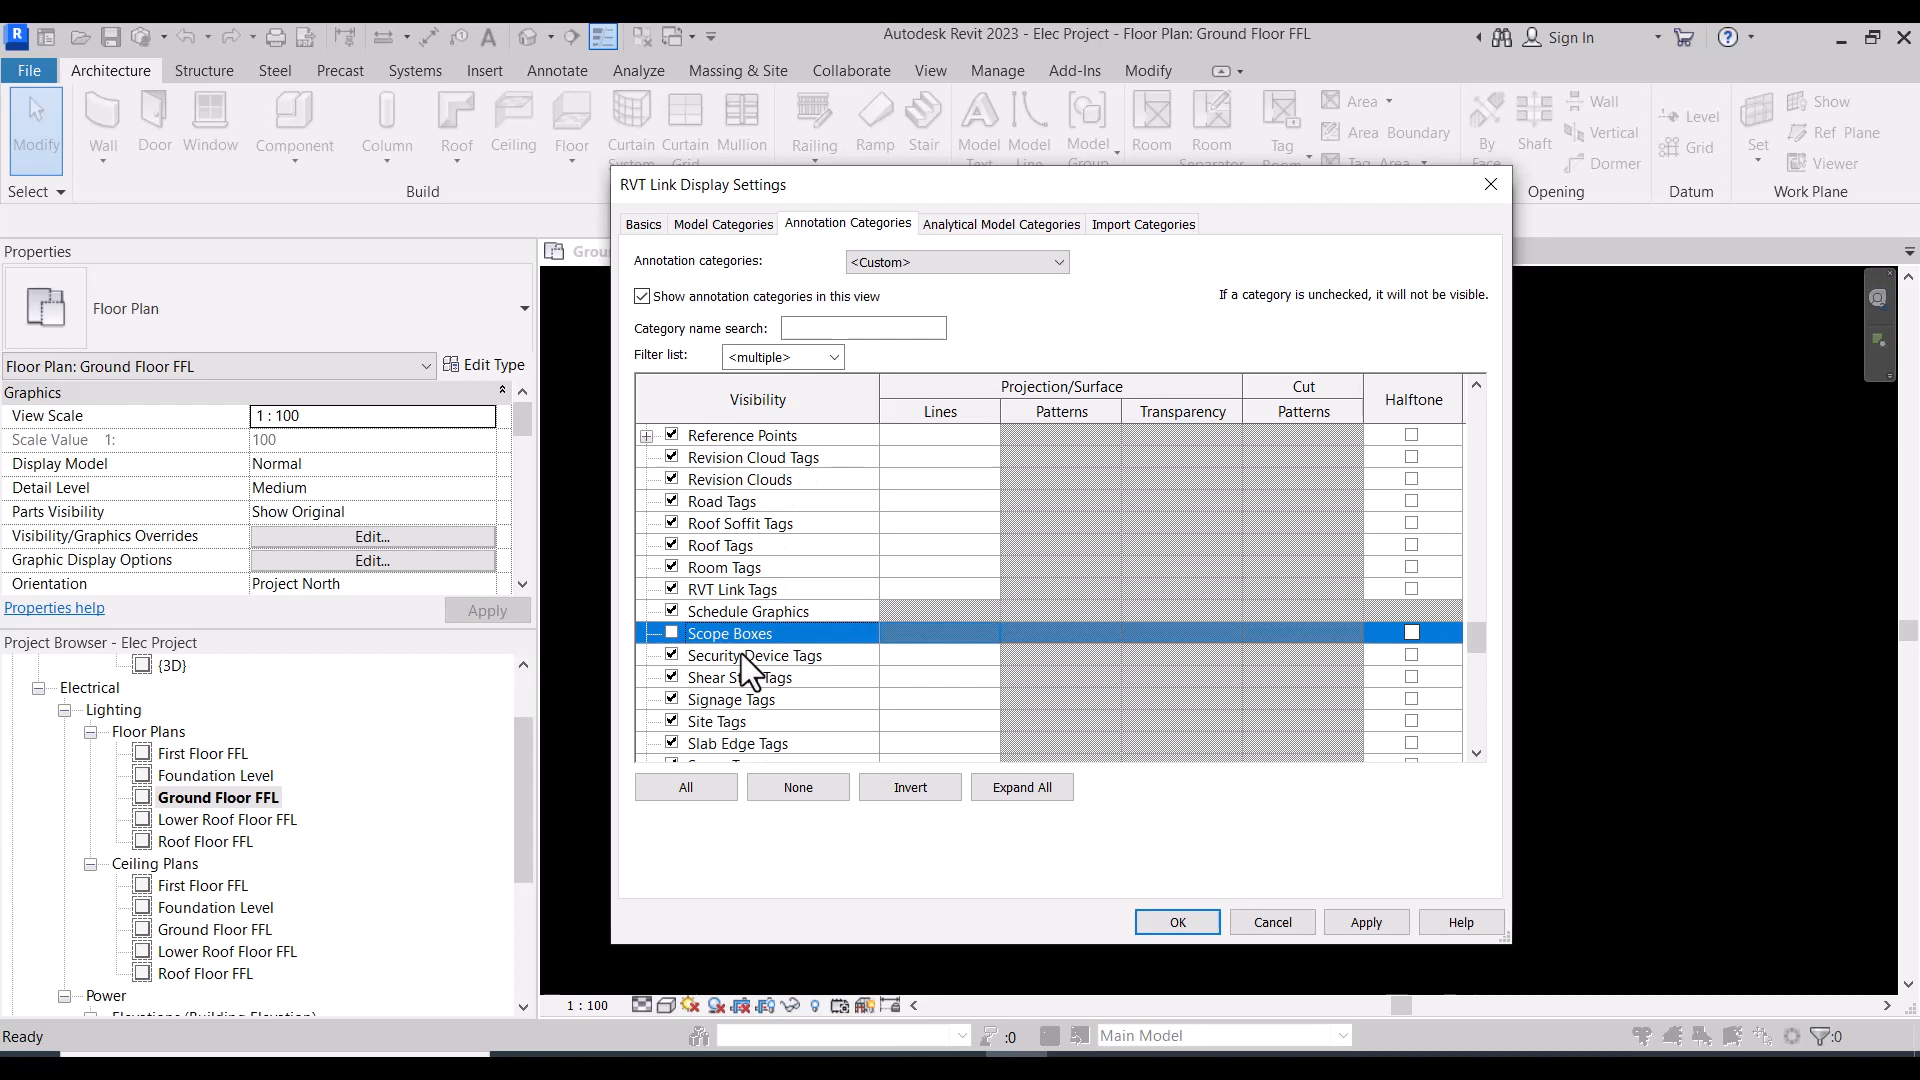 Autodesk Revit 2023 - Elec Project - Floor Plan: Ground Floor FFL
Sign In
File Architecture Structure Steel Precast Systems Insert Annotate Analyze Massing & Site Collaborate View Manage Add-Ins Modify
Modify Wall Door Window Component Column Roof Ceiling Floor Curtain Curtain Mullion Railing Ramp Stair Model Model Model Room Room Tag By Shaft Set
Area
Area Boundary
Wall
Vertical
Dormer
Level
Grid
Show
Ref Plane
Viewer
Select Build Opening Datum Work Plane
RVT Link Display Settings
Basics Model Categories Annotation Categories Analytical Model Categories Import Categories
Annotation categories: <Custom>
Show annotation categories in this view
If a category is unchecked, it will not be visible.
Category name search:
Filter list: <multiple>
Visibility Projection/Surface Cut Halftone
Lines Patterns Transparency Patterns
Reference Points
Revision Cloud Tags
Revision Clouds
Road Tags
Roof Soffit Tags
Roof Tags
Room Tags
RVT Link Tags
Schedule Graphics
Scope Boxes
Security Device Tags
Shear Tags
Signage Tags
Site Tags
Slab Edge Tags
All None Invert Expand All
OK Cancel Apply Help
Properties
Floor Plan
Floor Plan: Ground Floor FFL Edit Type
Graphics
View Scale 1 : 100
Scale Value 1: 100
Display Model Normal
Detail Level Medium
Parts Visibility Show Original
Visibility/Graphics Overrides Edit...
Graphic Display Options Edit...
Orientation Project North
Properties help Apply
Project Browser - Elec Project
{3D}
Electrical
Lighting
Floor Plans
First Floor FFL
Foundation Level
Ground Floor FFL
Lower Roof Floor FFL
Roof Floor FFL
Ceiling Plans
First Floor FFL
Foundation Level
Ground Floor FFL
Lower Roof Floor FFL
Roof Floor FFL
Power
1 : 100
Ready :0 Main Model :0